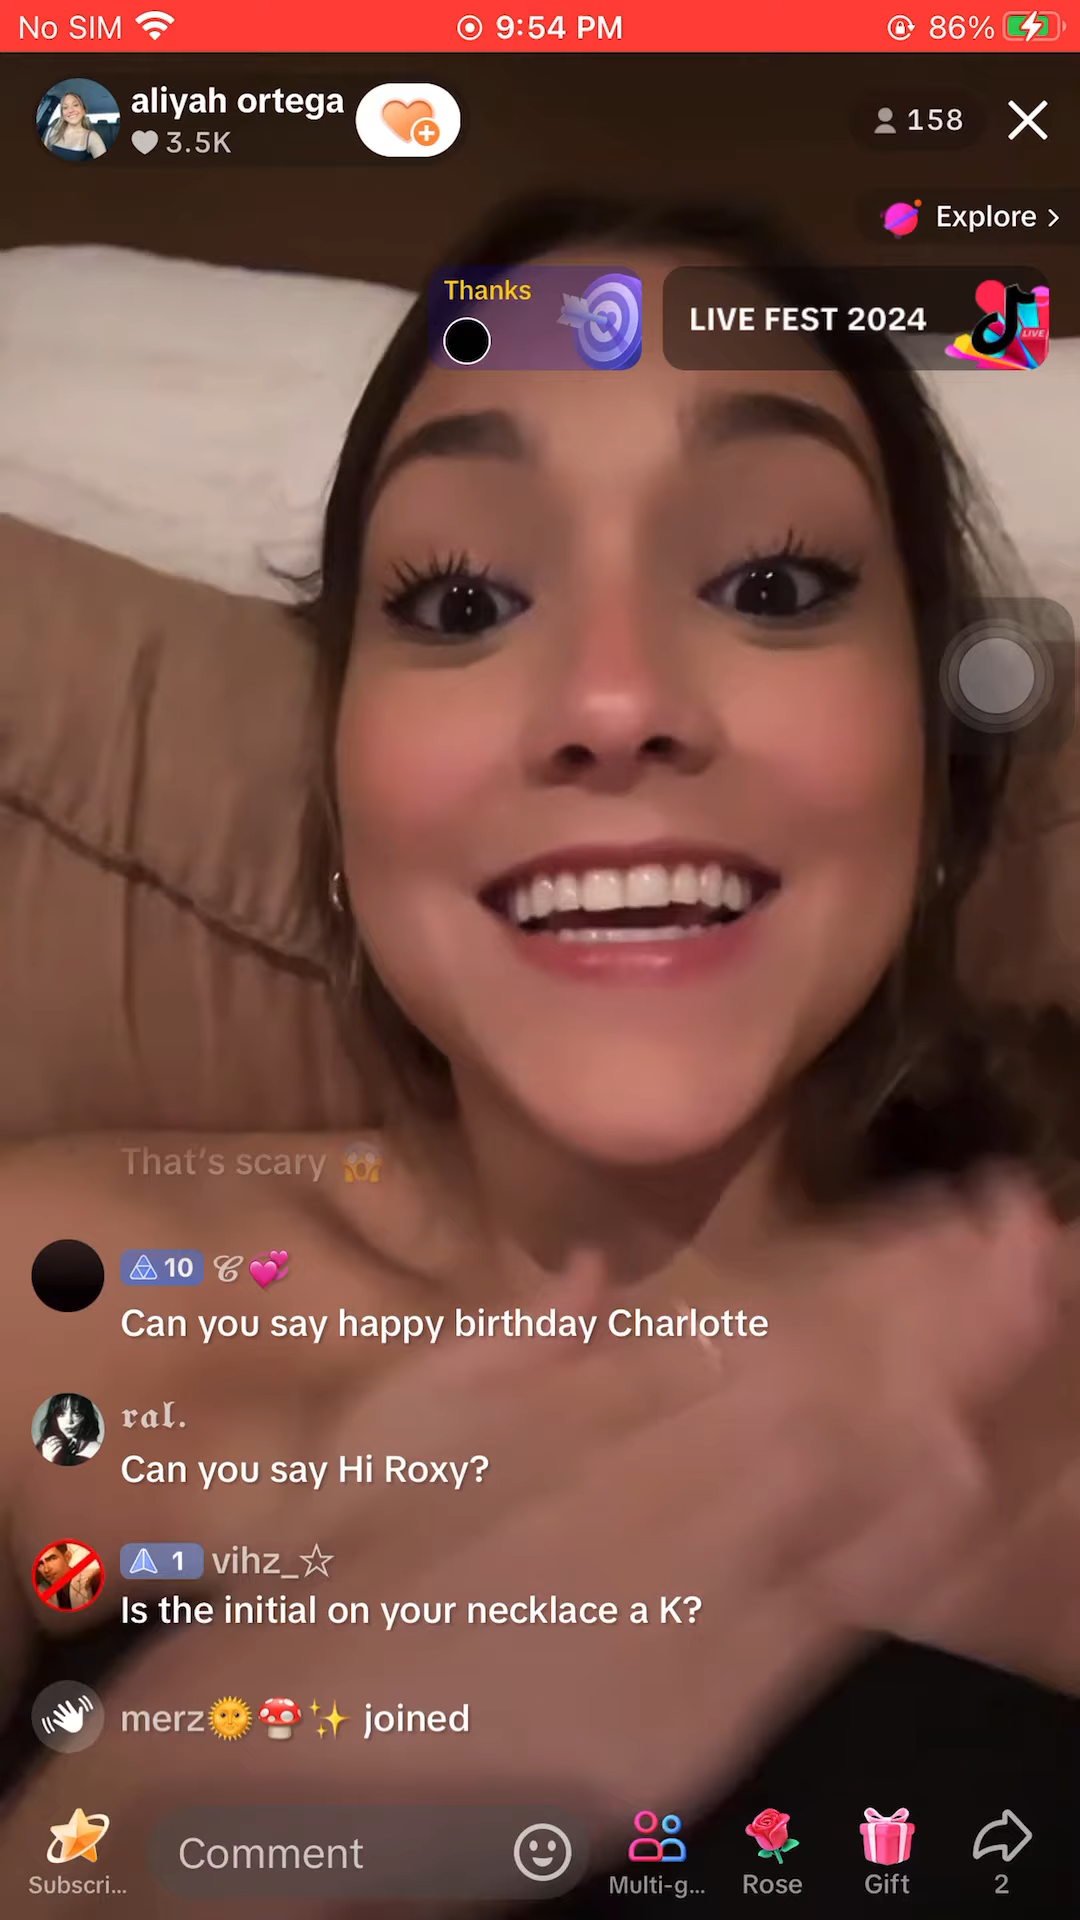 No SIM 9:54 PM 86%
aliyah ortega
3.5K
158
Explore >
Thanks
LIVE FEST 2024
LIVE
That's scary 😱
10 𝒞💞
Can you say happy birthday Charlotte
𝖗𝖆𝖑.
Can you say Hi Roxy?
1 vihz_☆
Is the initial on your necklace a K?
merz🌞🍄✨ joined
Comment
Subscri... Multi-g... Rose Gift 2